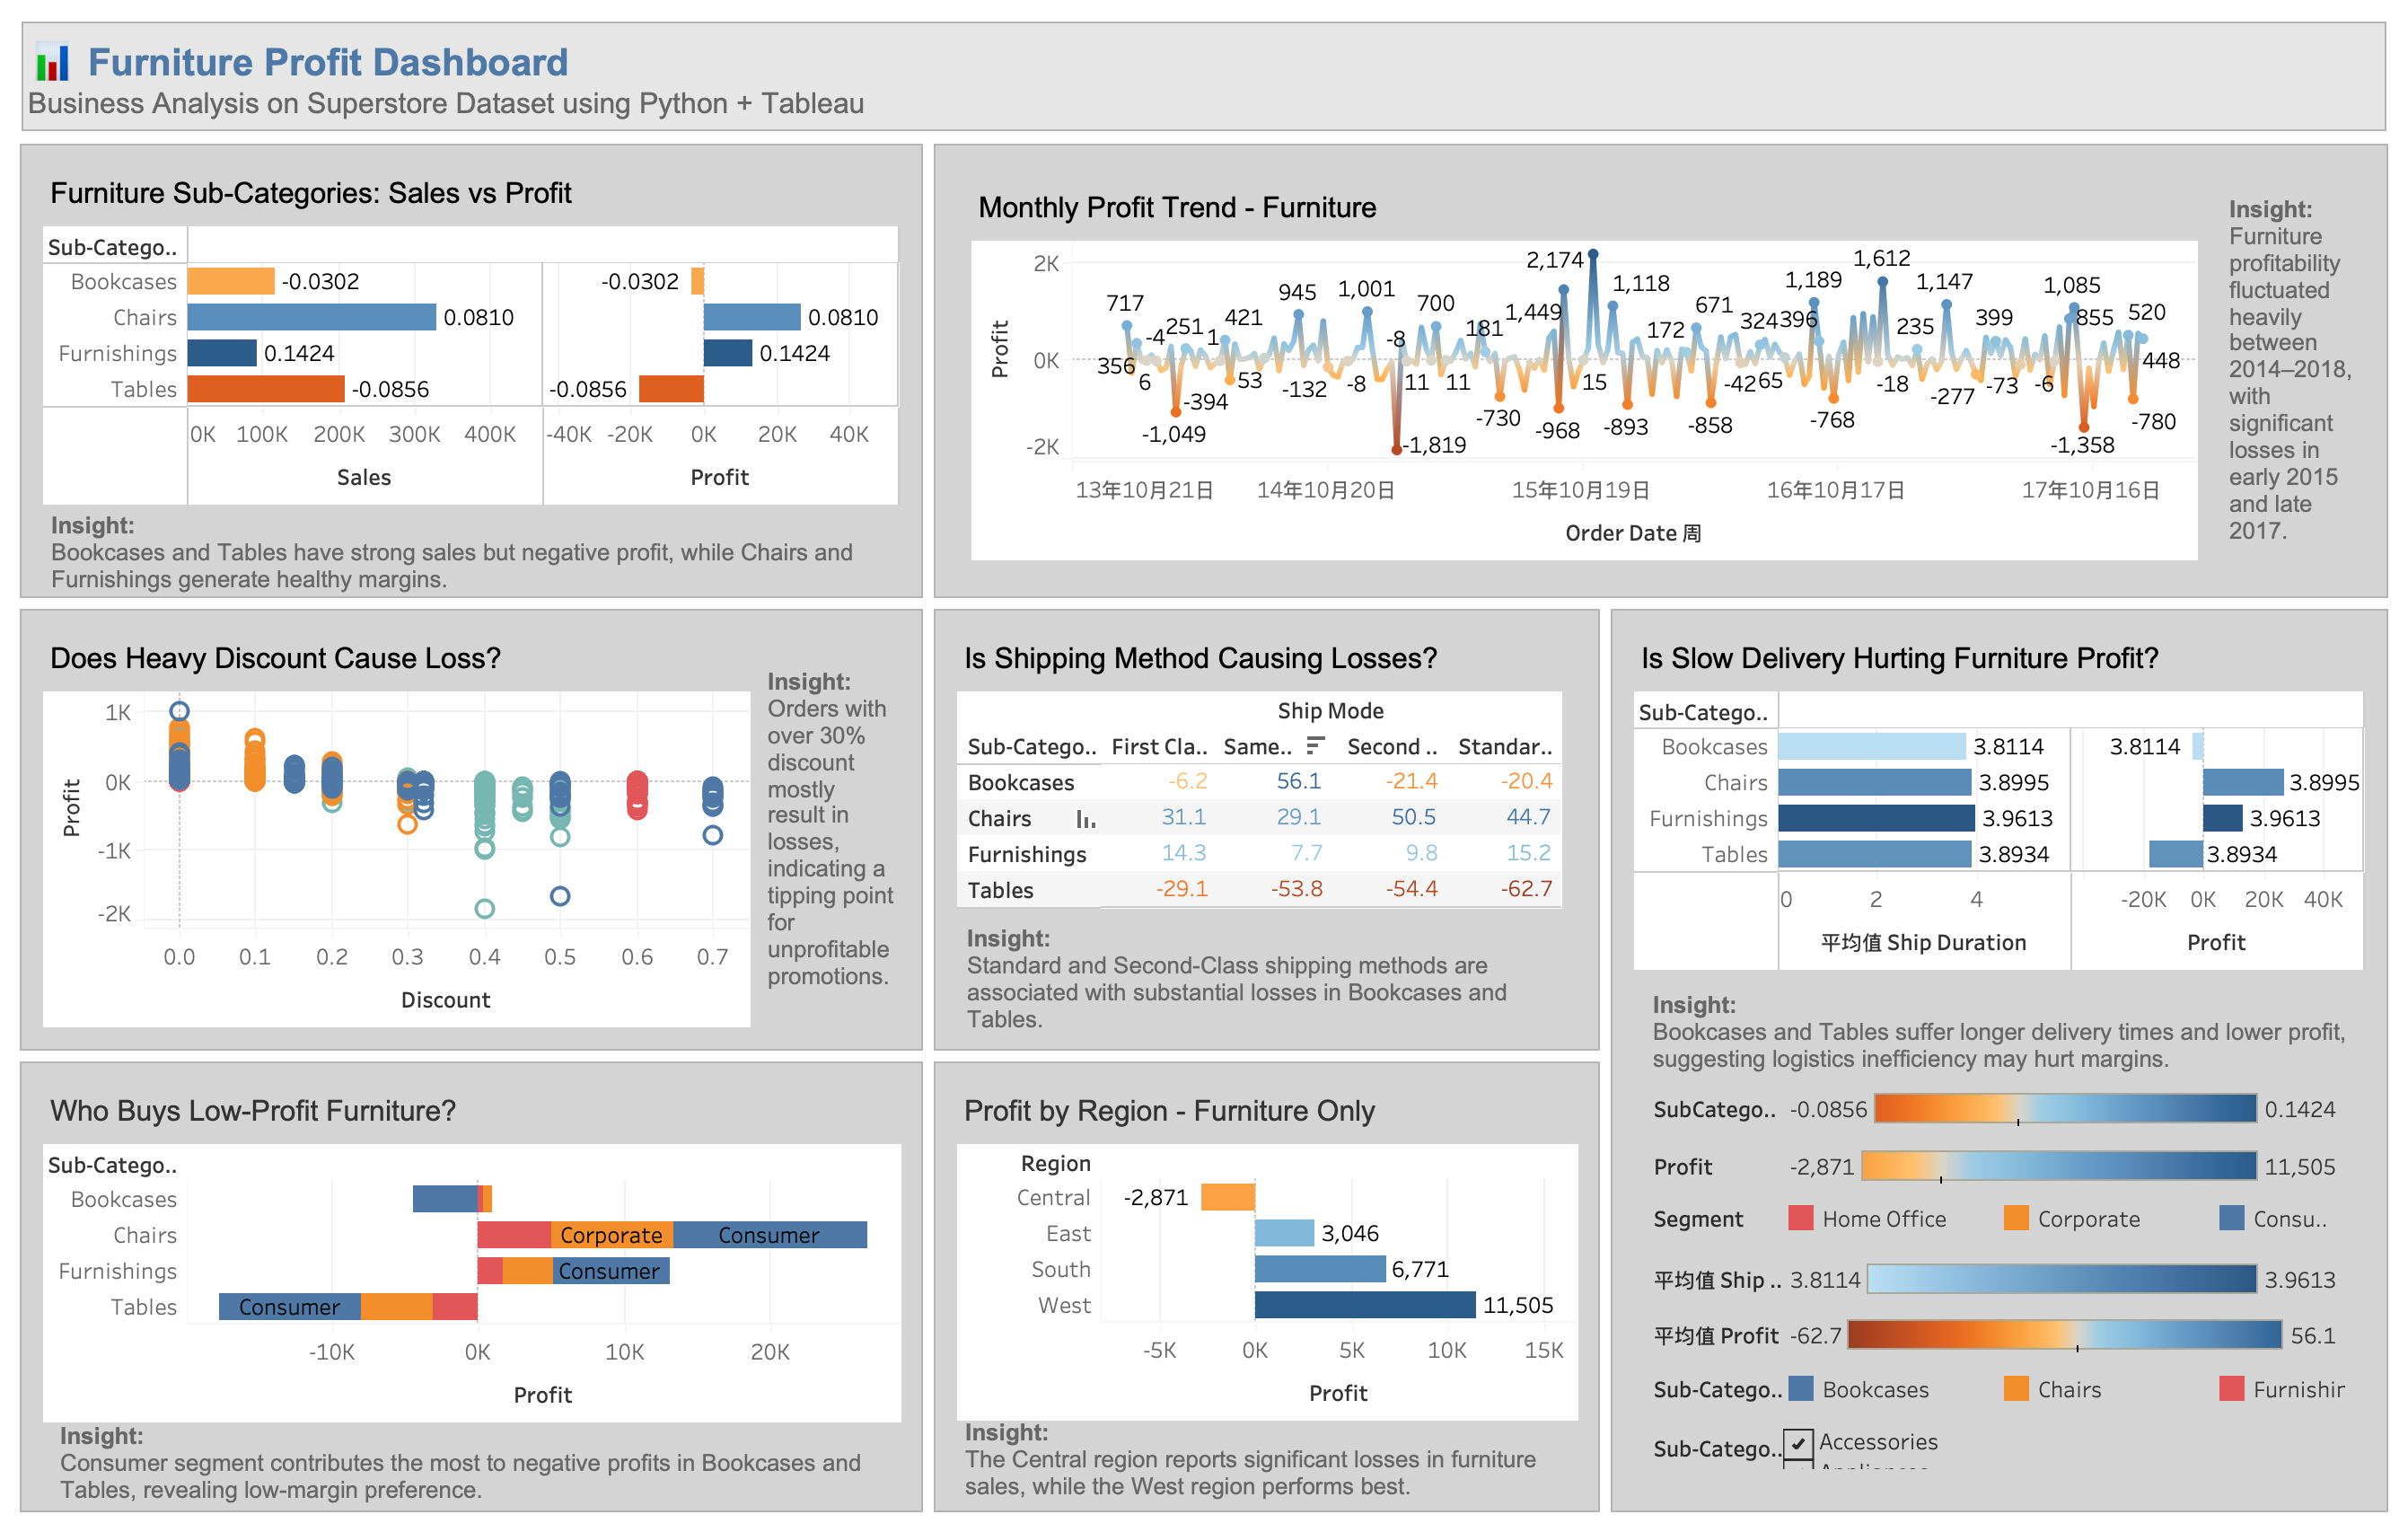 Furniture Profit Dashboard
Business Analysis on Superstore Dataset using Python + Tableau
Furniture Sub-Categories: Sales vs Profit
Sub-Catego..
Bookcases -0.0302 -0.0302
Chairs 0.0810 0.0810
Furnishings 0.1424 0.1424
Tables -0.0856 -0.0856
0K 100K 200K 300K 400K -40K -20K 0K 20K 40K
Sales Profit
Insight:
Bookcases and Tables have strong sales but negative profit, while Chairs and
Furnishings generate healthy margins.
Monthly Profit Trend - Furniture
Profit
2K
0K
-2K
717 -4 251 1 421 945 1,001 -8 700 181 1,449 2,174 1,118 172 671 324 396 1,189 1,612 235 1,147 399 1,085 855 520
356 6 -1,049 -394 53 -132 -8 -1,819 11 11 -730 -968 15 -893 -858 -42 65 -768 -18 -277 -73 -6 -1,358 -780 448
13年10月21日 14年10月20日 15年10月19日 16年10月17日 17年10月16日
Order Date 周
Insight:
Furniture
profitability
fluctuated
heavily
between
2014–2018,
with
significant
losses in
early 2015
and late
2017.
Does Heavy Discount Cause Loss?
Profit
1K
0K
-1K
-2K
0.0 0.1 0.2 0.3 0.4 0.5 0.6 0.7
Discount
Insight:
Orders with
over 30%
discount
mostly
result in
losses,
indicating a
tipping point
for
unprofitable
promotions.
Is Shipping Method Causing Losses?
Ship Mode
Sub-Catego.. First Cla.. Same.. Second .. Standar..
Bookcases -6.2 56.1 -21.4 -20.4
Chairs 31.1 29.1 50.5 44.7
Furnishings 14.3 7.7 9.8 15.2
Tables -29.1 -53.8 -54.4 -62.7
Insight:
Standard and Second-Class shipping methods are
associated with substantial losses in Bookcases and
Tables.
Is Slow Delivery Hurting Furniture Profit?
Sub-Catego..
Bookcases 3.8114 3.8114
Chairs 3.8995 3.8995
Furnishings 3.9613 3.9613
Tables 3.8934 3.8934
0 2 4 -20K 0K 20K 40K
平均值 Ship Duration Profit
Insight:
Bookcases and Tables suffer longer delivery times and lower profit,
suggesting logistics inefficiency may hurt margins.
SubCatego.. -0.0856 0.1424
Profit -2,871 11,505
Segment Home Office Corporate Consu..
平均值 Ship .. 3.8114 3.9613
平均值 Profit -62.7 56.1
Sub-Catego.. Bookcases Chairs Furnishir
Sub-Catego.. Accessories
Who Buys Low-Profit Furniture?
Sub-Catego..
Bookcases
Chairs Corporate Consumer
Furnishings Consumer
Tables Consumer
-10K 0K 10K 20K
Profit
Insight:
Consumer segment contributes the most to negative profits in Bookcases and
Tables, revealing low-margin preference.
Profit by Region - Furniture Only
Region
Central -2,871
East 3,046
South 6,771
West 11,505
-5K 0K 5K 10K 15K
Profit
Insight:
The Central region reports significant losses in furniture
sales, while the West region performs best.